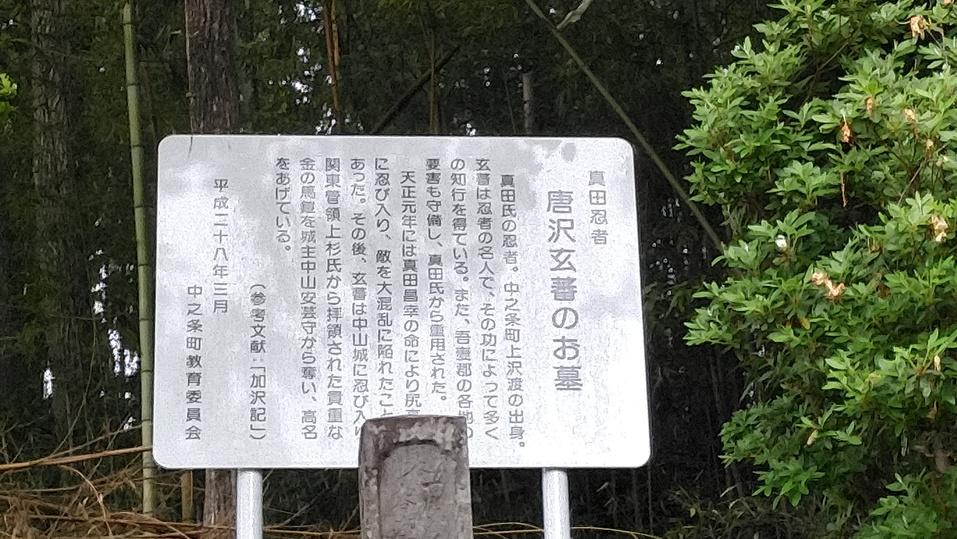 真田忍者
唐沢玄蕃のお墓
真田氏の忍者。中之条町上沢渡の出身。
玄蕃は忍者の名人で、その功によって多く
の知行を得ている。また、吾妻郡の各地の
要害も守備し、真田氏から重用された。
天正元年には真田昌幸の命により尻高
に忍び入り、敵を大混乱に陥れたこと
あった。その後、玄蕃は中山城に忍び入
関東管領上杉氏から拝領された貴重な
金の馬鎧を城主中山安芸守から奪い、高名
をあげている。
(参考文献:「加沢記」)
平成二十八年三月
中之条町教育委員会